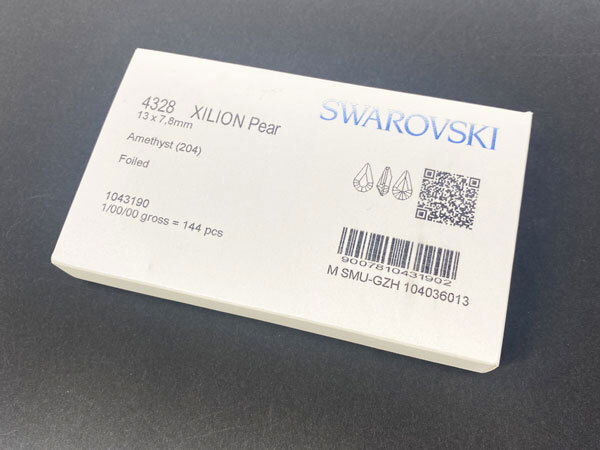 4328 XILION Pear
13 x 7,8mm
Amethyst (204)
Foiled
1043190
1/00/00 gross = 144 pcs
SWAROVSKI
9007810431902
M SMU-GZH 104036013